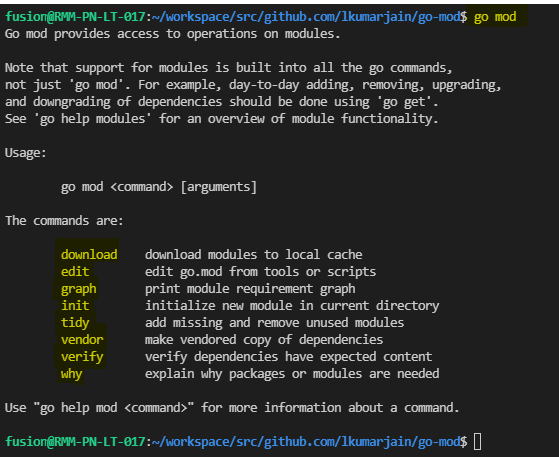 fusion@RMM-PN-LT-017:~/workspace/src/github.com/lkumarjain/go-mod$ go mod
Go mod provides access to operations on modules.
Note that support for modules is built into all the go commands,
not just 'go mod'. For example, day-to-day adding, removing, upgrading,
and downgrading of dependencies should be done using 'go get'.
See 'go help modules' for an overview of module functionality.
Usage:
go mod <command> [arguments]
The commands are:
download download modules to local cache
edit edit go.mod from tools or scripts
graph print module requirement graph
init initialize new module in current directory
tidy add missing and remove unused modules
vendor make vendored copy of dependencies
verify verify dependencies have expected content
why explain why packages or modules are needed
Use "go help mod <command>" for more information about a command.
fusion@RMM-PN-LT-017:~/workspace/src/github.com/lkumarjain/go-mod$